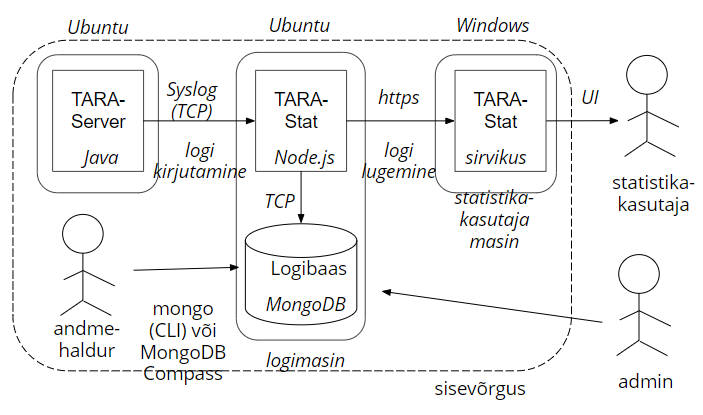 Ubuntu
Ubuntu
Windows
TARA-
Server
Java
Syslog
(TCP)
logi
kirjutamine
TARA-
Stat
Node.js
https
logi
lugemine
TARA-
Stat
sirvikus
UI
statistika-
kasutaja
statistika-
kasutaja
masin
TCP
Logibaas
MongoDB
logimasin
andme-
haldur
mongo
(CLI) või
MongoDB
Compass
sisevõrgus
admin